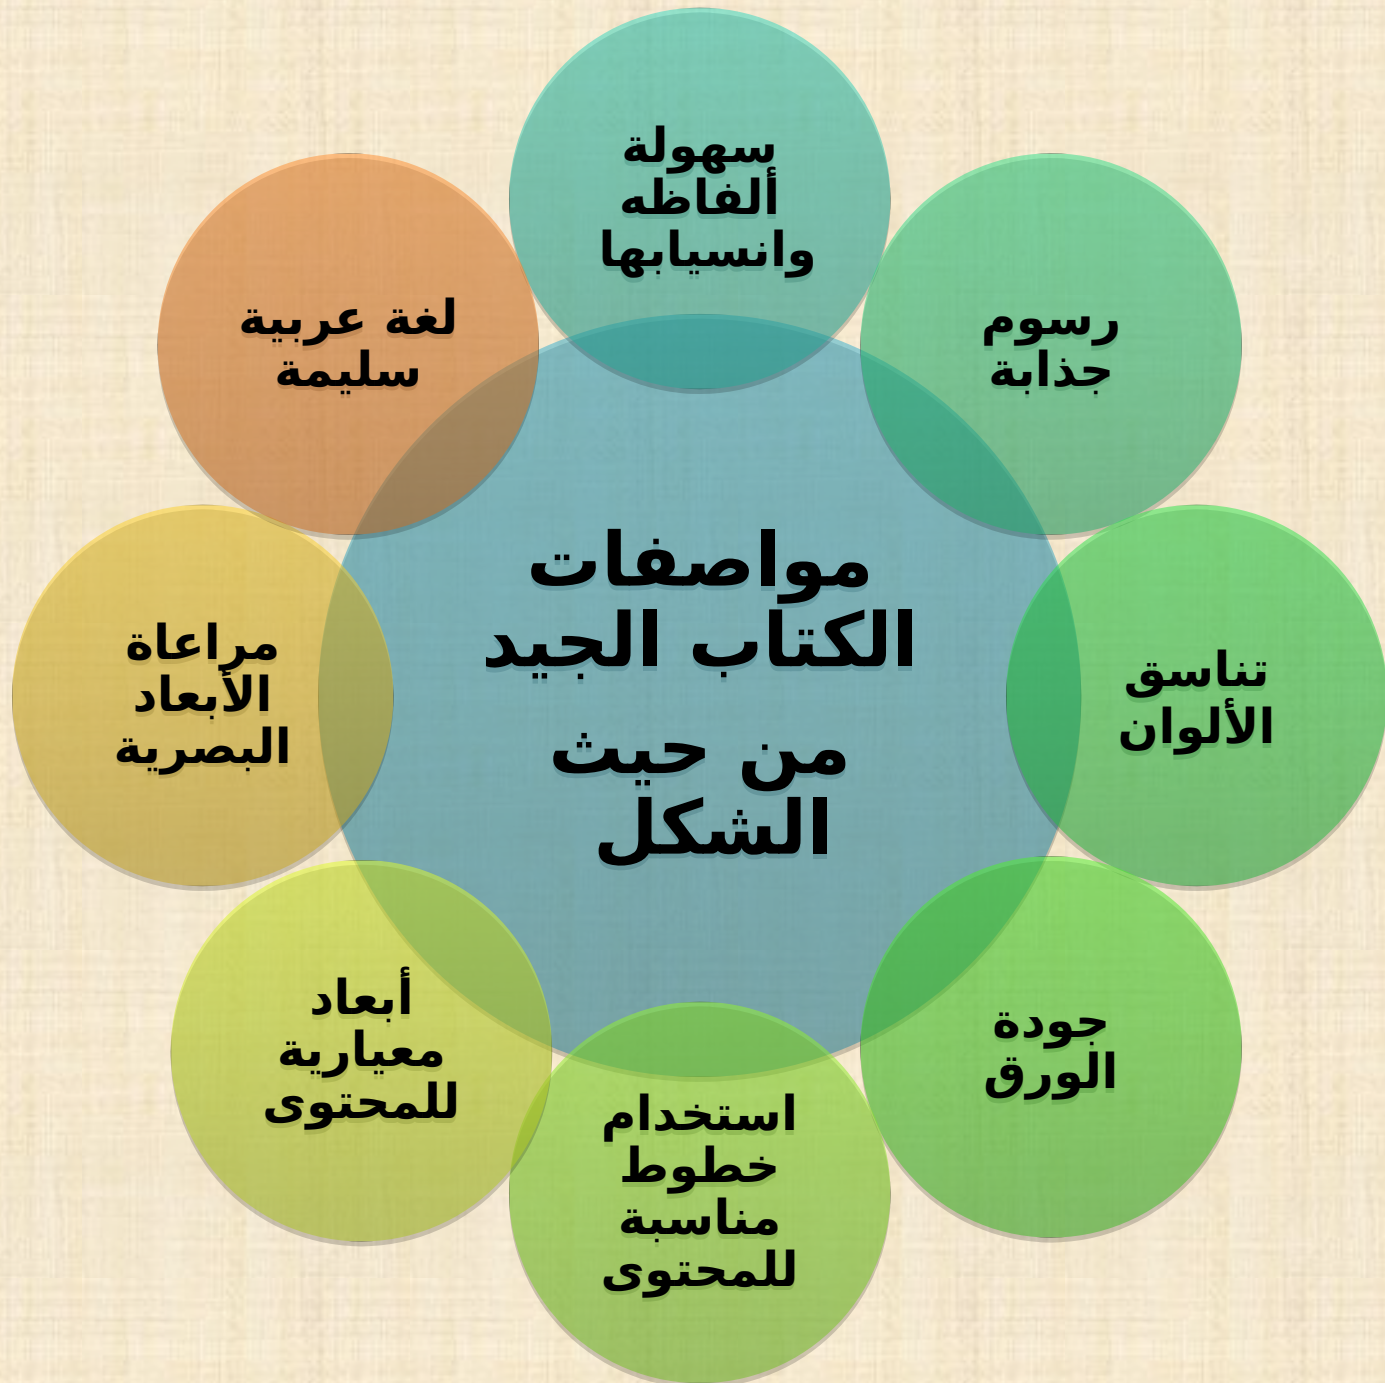 مواصفات
الكتاب الجيد
من حيث
الشكل
سهولة
ألفاظه
وانسيابها
رسوم
جذابة
تناسق
الألوان
جودة
الورق
استخدام
خطوط
مناسبة
للمحتوى
أبعاد
معيارية
للمحتوى
مراعاة
الأبعاد
البصرية
لغة عربية
سليمة